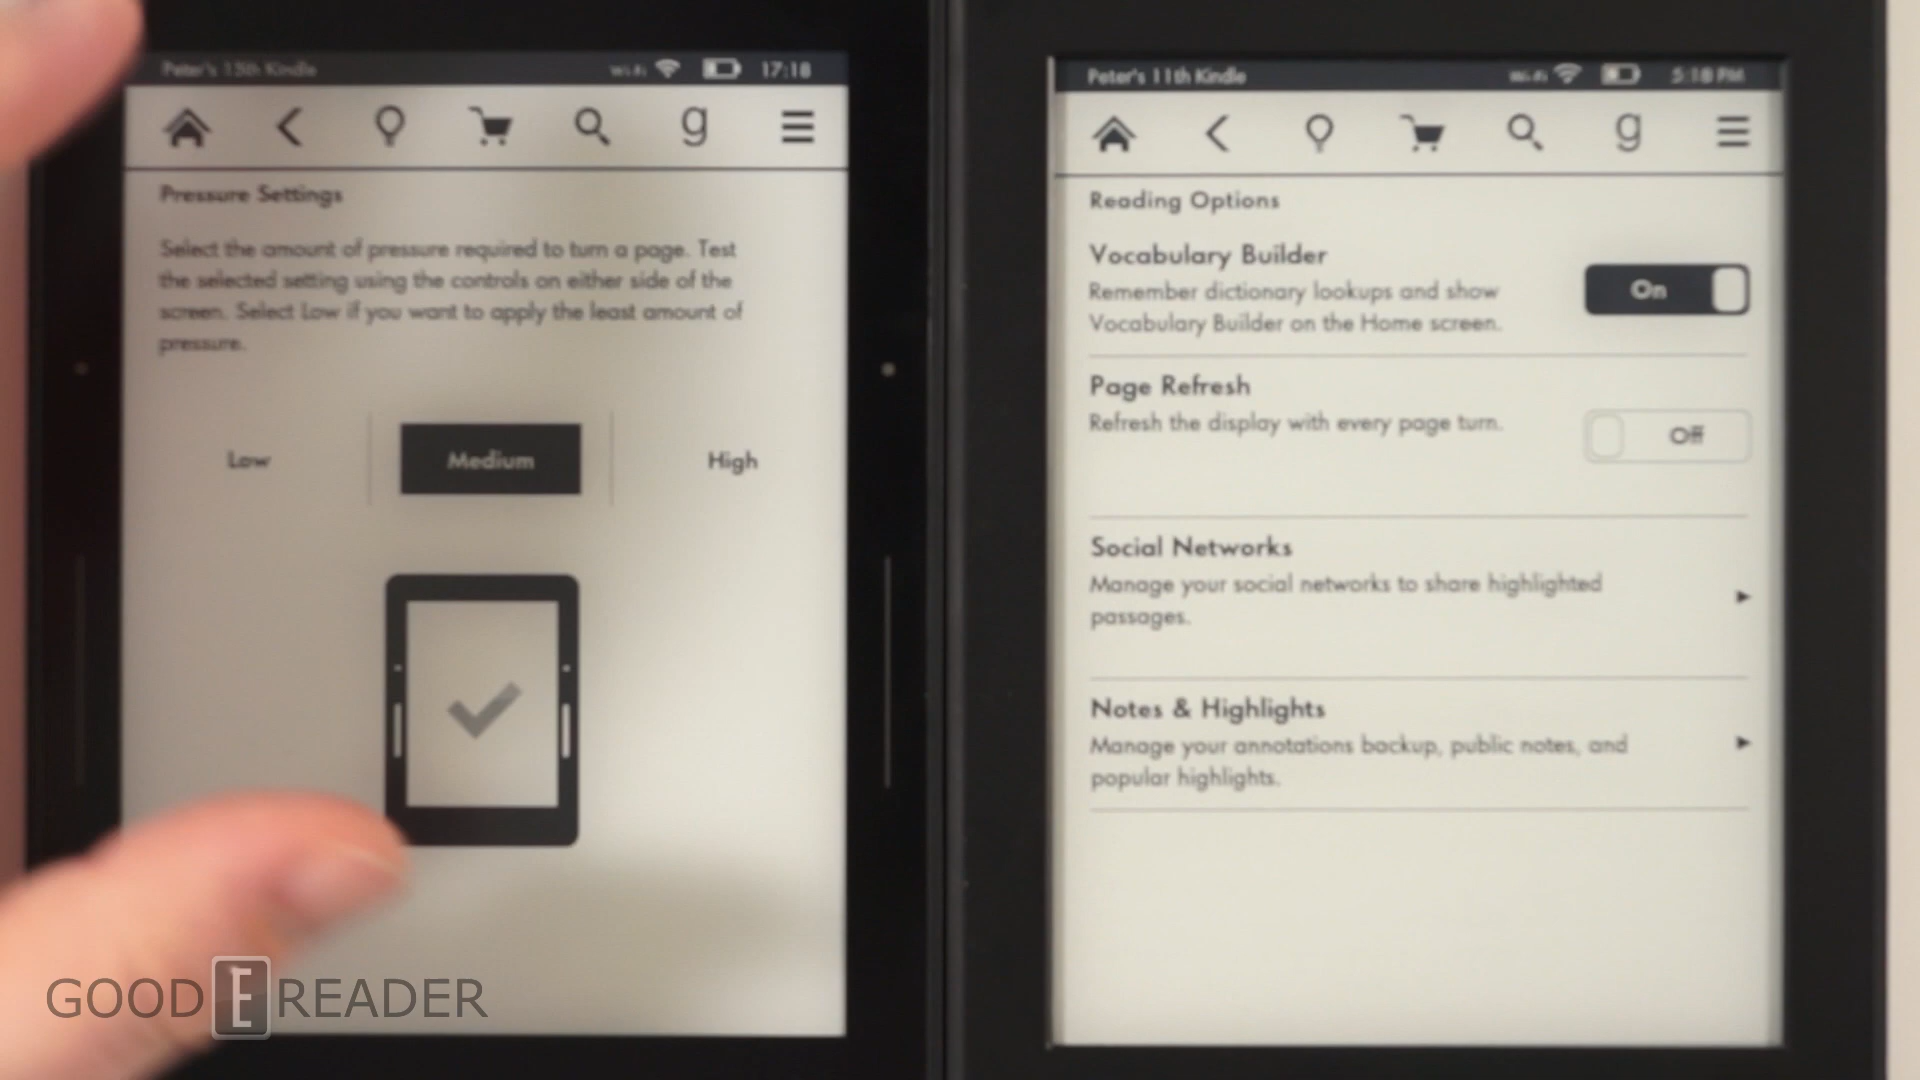 Peter's 15th Kindle
Wi-Fi
17:18
g
Pressure Settings
Select the amount of pressure required to turn a page. Test
the selected setting using the controls on either side of the
screen. Select Low if you want to apply the least amount of
pressure.
Low
Medium
High
Peter's 11th Kindle
Wi-Fi
5:18 PM
g
Reading Options
Vocabulary Builder
Remember dictionary lookups and show
Vocabulary Builder on the Home screen.
On
Page Refresh
Refresh the display with every page turn.
Off
Social Networks
Manage your social networks to share highlighted
passages.
Notes & Highlights
Manage your annotations backup, public notes, and
popular highlights.
GOOD E READER